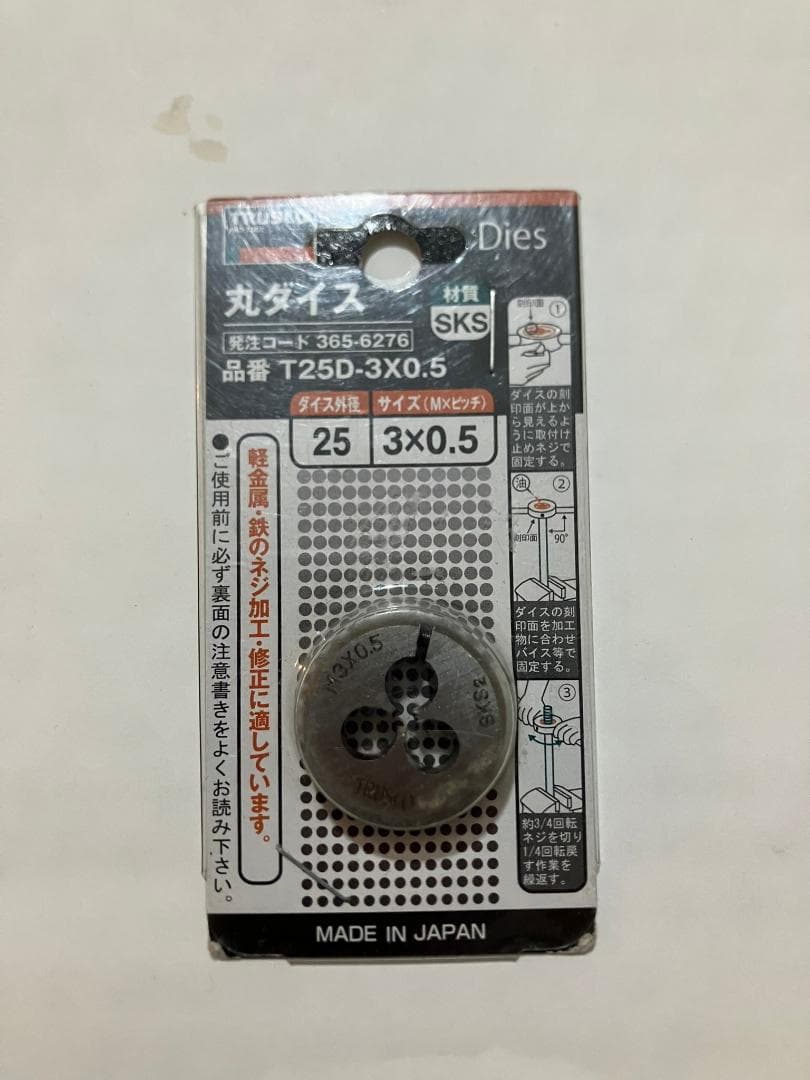 TRUSCO
Dies
丸ダイス
材質
SKS
発注コード 365-6276
品番 T25D-3X0.5
ダイス外径
サイズ(M×ピッチ)
25
3×0.5
●ご使用前に必ず裏面の注意書きをよくお読み下さい。
軽金属・鉄のネジ加工・修正に適しています。
刻印面
①
ダイスの刻
印面が上か
ら見えるよ
うに取付け
止めネジで
固定する。
油
②
刻印面
90°
ダイスの刻
印面を加工
物に合わせ
バイス等で
固定する。
③
約3/4回転
ネジを切り
1/4回転戻
す作業を
繰返す。
M3X0.5
SKS2
TRUSCO
MADE IN JAPAN